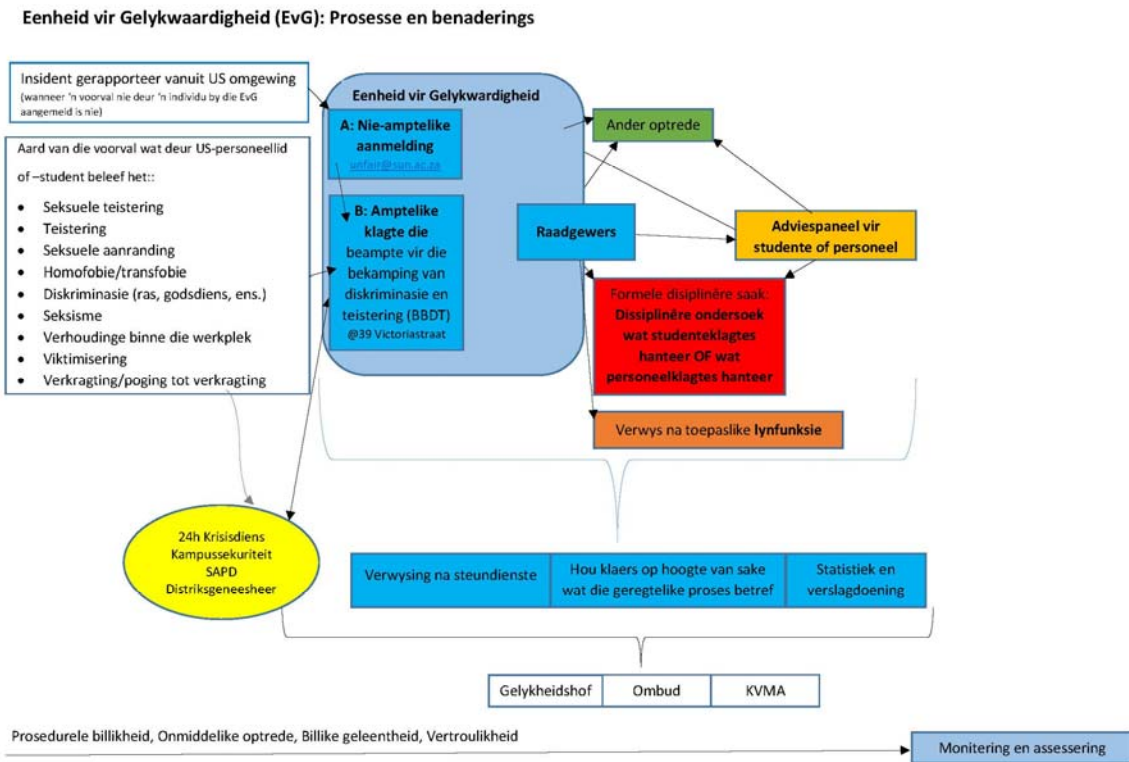 Eenheid vir Gelykwaardigheid (EvG): Prosesse en benaderings
Insident gerapporteer vanuit US omgewing
(wanneer 'n voorval nie deur 'n individu by die EvG
aangemeld is nie)
Aard van die voorval wat deur US-personeellid
of –student beleef het::
• Seksuele teistering
• Teistering
• Seksuele aanranding
• Homofobie/transfobie
• Diskriminasie (ras, godsdiens, ens.)
• Seksisme
• Verhoudinge binne die werkplek
• Viktimisering
• Verkragting/poging tot verkragting
Eenheid vir Gelykwardigheid
A: Nie-amptelike
aanmelding
unfair@sun.ac.za
B: Amptelike
klagte die
beampte vir die
bekamping van
diskriminasie en
teistering (BBDT)
@39 Victoriastraat
Raadgewers
Ander optrede
Adviespaneel vir
studente of personeel
Formele disiplinêre saak:
Dissiplinêre ondersoek
wat studenteklagtes
hanteer OF wat
personeelklagtes hanteer
Verwys na toepaslike lynfunksie
24h Krisisdiens
Kampussekuriteit
SAPD
Distriksgeneesheer
Verwysing na steundienste
Hou klaers op hoogte van sake
wat die geregtelike proses betref
Statistiek en
verslagdoening
Gelykheidshof
Ombud
KVMA
Prosedurele billikheid, Onmiddelike optrede, Billike geleentheid, Vertroulikheid
Monitering en assessering